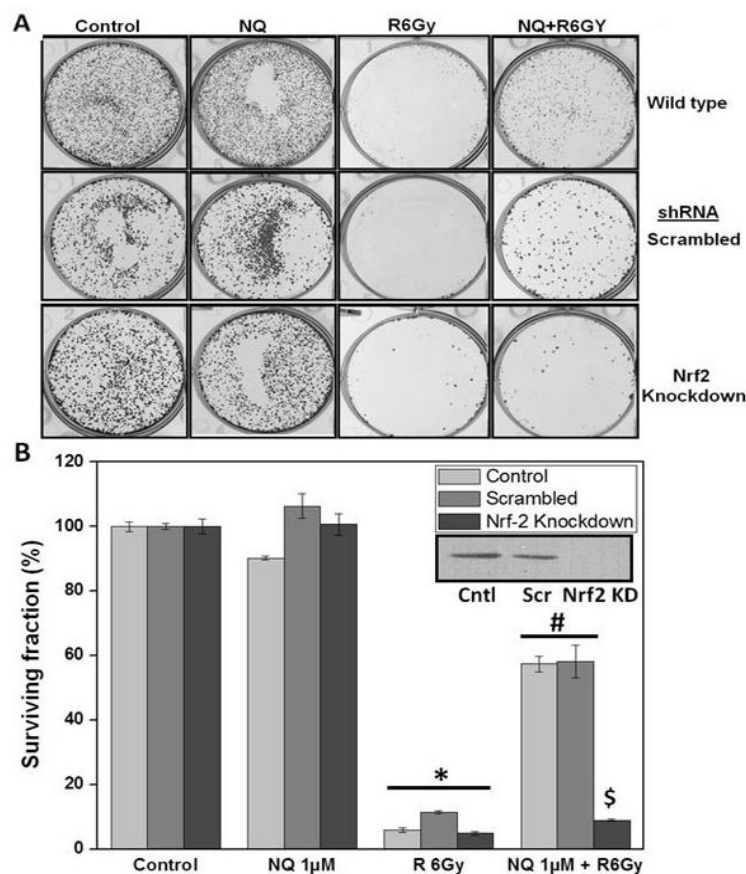 A
Control NQ R6Gy NQ+R6GY
Wild type
shRNA
Scrambled
Nrf2
Knockdown
B
120
100
80
60
40
20
0
Surviving fraction (%)
Control
Scrambled
Nrf-2 Knockdown
Cntl Scr Nrf2 KD
#
*
$
Control NQ 1µM R 6Gy NQ 1µM + R6Gy